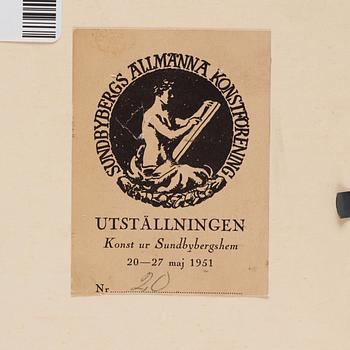 SUNDBYBERGS ALLMÄNNA KONSTFÖRENING
UTSTÄLLNINGEN
Konst ur Sundbybergshem
20—27 maj 1951
Nr 20